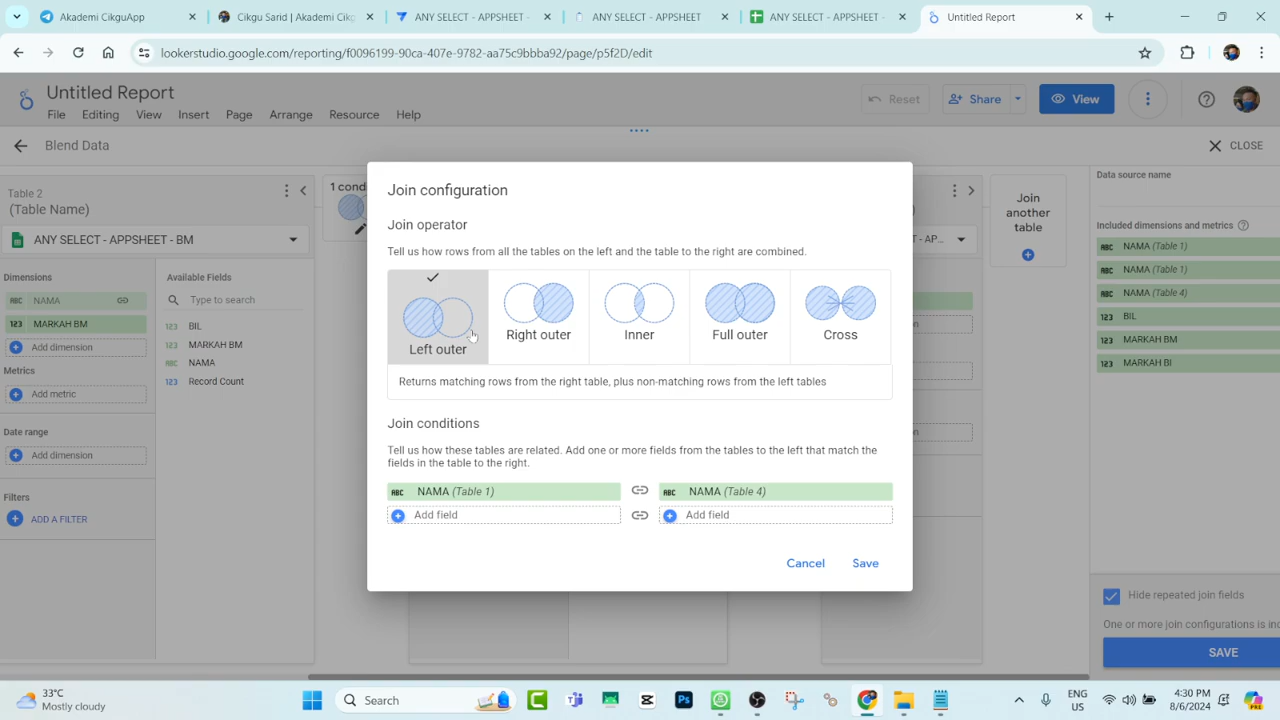 Akademi CikguApp
Cikgu Sarid | Akademi Cikg
ANY SELECT - APPSHEET -
ANY SELECT - APPSHEET
ANY SELECT - APPSHEET -
Untitled Report
lookerstudio.google.com/reporting/f0096199-90ca-407e-9782-aa75c9bbba92/page/p5f2D/edit
Untitled Report
Reset
Share
View
File Edit View Insert Page Arrange Resource Help
Blend Data
CLOSE
Table 2
(Table Name)
ANY SELECT - APPSHEET - BM
Dimensions
NAMA
MARKAH BM
Add dimension
Metrics
Add metric
Date range
Add dimension
Filters
ADD A FILTER
Available Fields
Type to search
BIL
MARKAH BM
NAMA
Record Count
1 cond
Join configuration
Join operator
Tell us how rows from all the tables on the left and the table to the right are combined.
Left outer
Right outer
Inner
Full outer
Cross
Returns matching rows from the right table, plus non-matching rows from the left tables
Join conditions
Tell us how these tables are related. Add one or more fields from the tables to the left that match the
fields in the table to the right.
ABC NAMA (Table 1)
ABC NAMA (Table 4)
Add field
Add field
Cancel
Save
T - AP...
Join
another
table
Data source name
Included dimensions and metrics
ABC NAMA (Table 1)
ABC NAMA (Table 1)
ABC NAMA (Table 4)
123 BIL
123 MARKAH BM
123 MARKAH BI
Hide repeated join fields
One or more join configurations is inc
SAVE
33°C
Mostly cloudy
Search
ENG
US
4:30 PM
8/6/2024